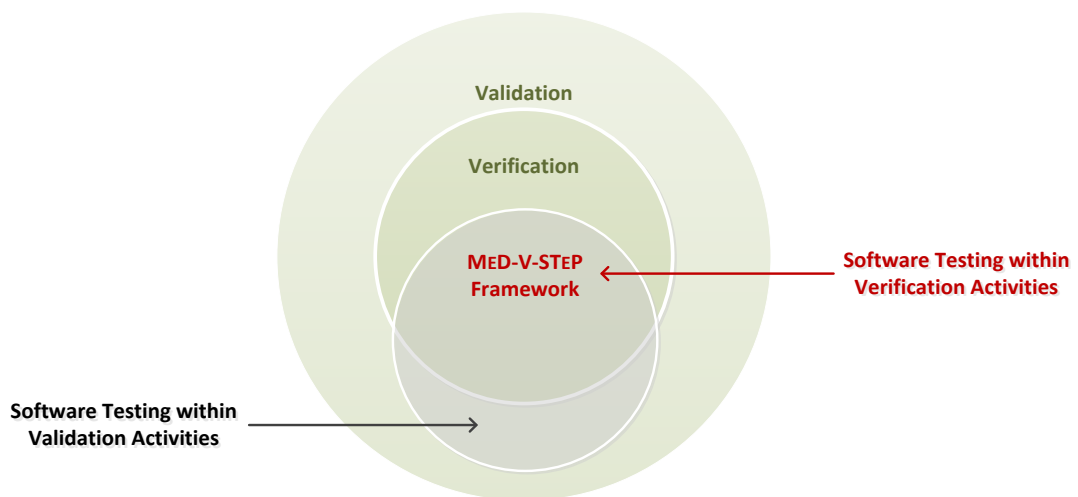 Validation
Verification
MED-V-STEP
Framework
Software Testing within
Verification Activities
Software Testing within
Validation Activities